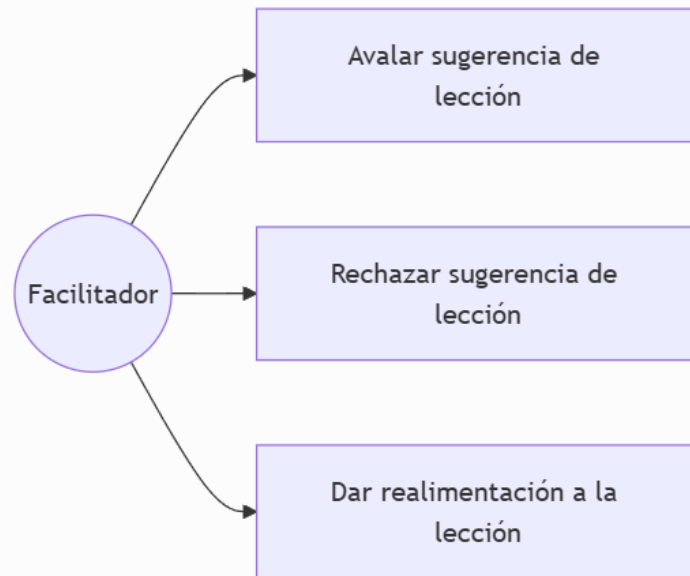 Avalar sugerencia de
lección
Facilitador
Rechazar sugerencia de
lección
Dar realimentación a la
lección